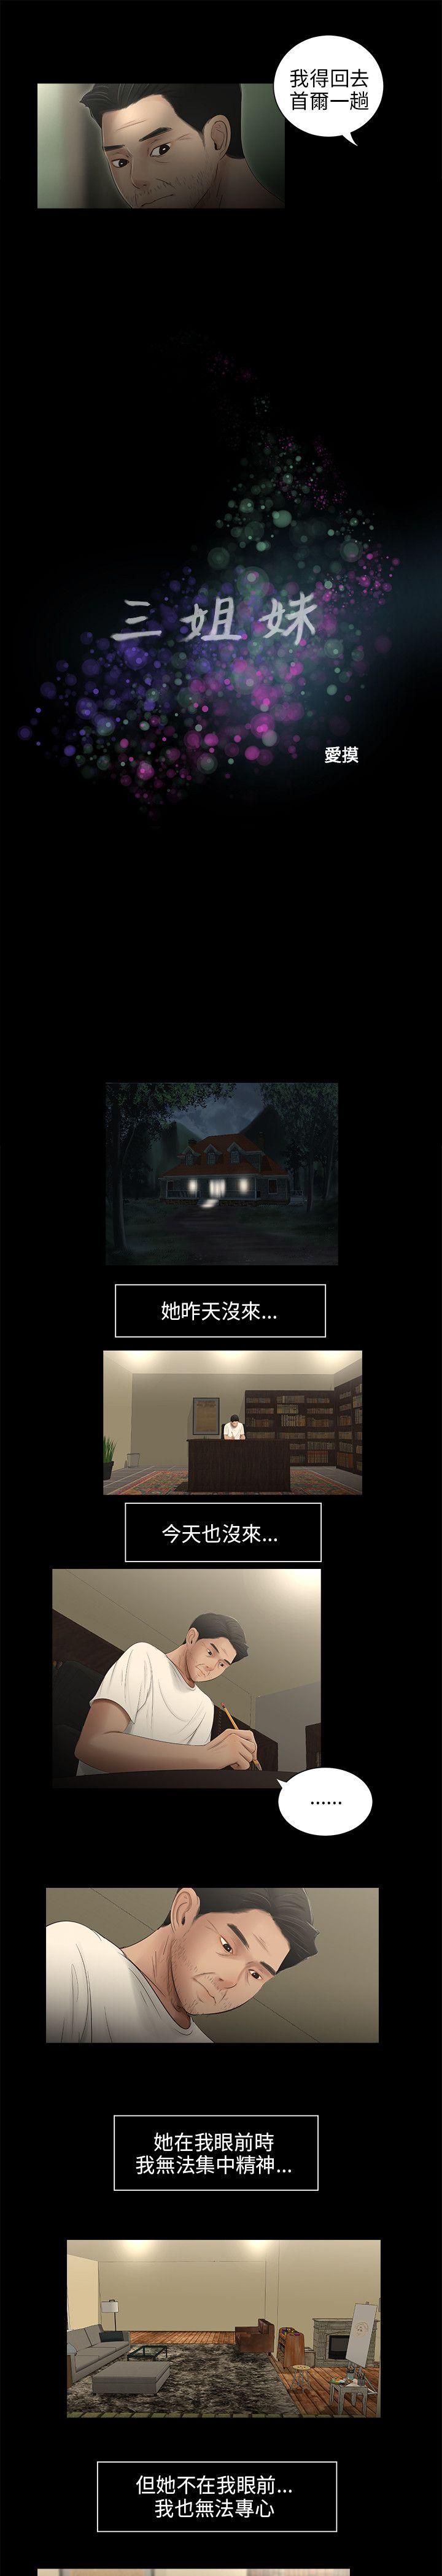 我得回去
首爾一趟
三姐妹
愛摸
她昨天沒來...
今天也沒來...
......
她在我眼前時
我無法集中精神...
但她不在我眼前...
我也無法專心